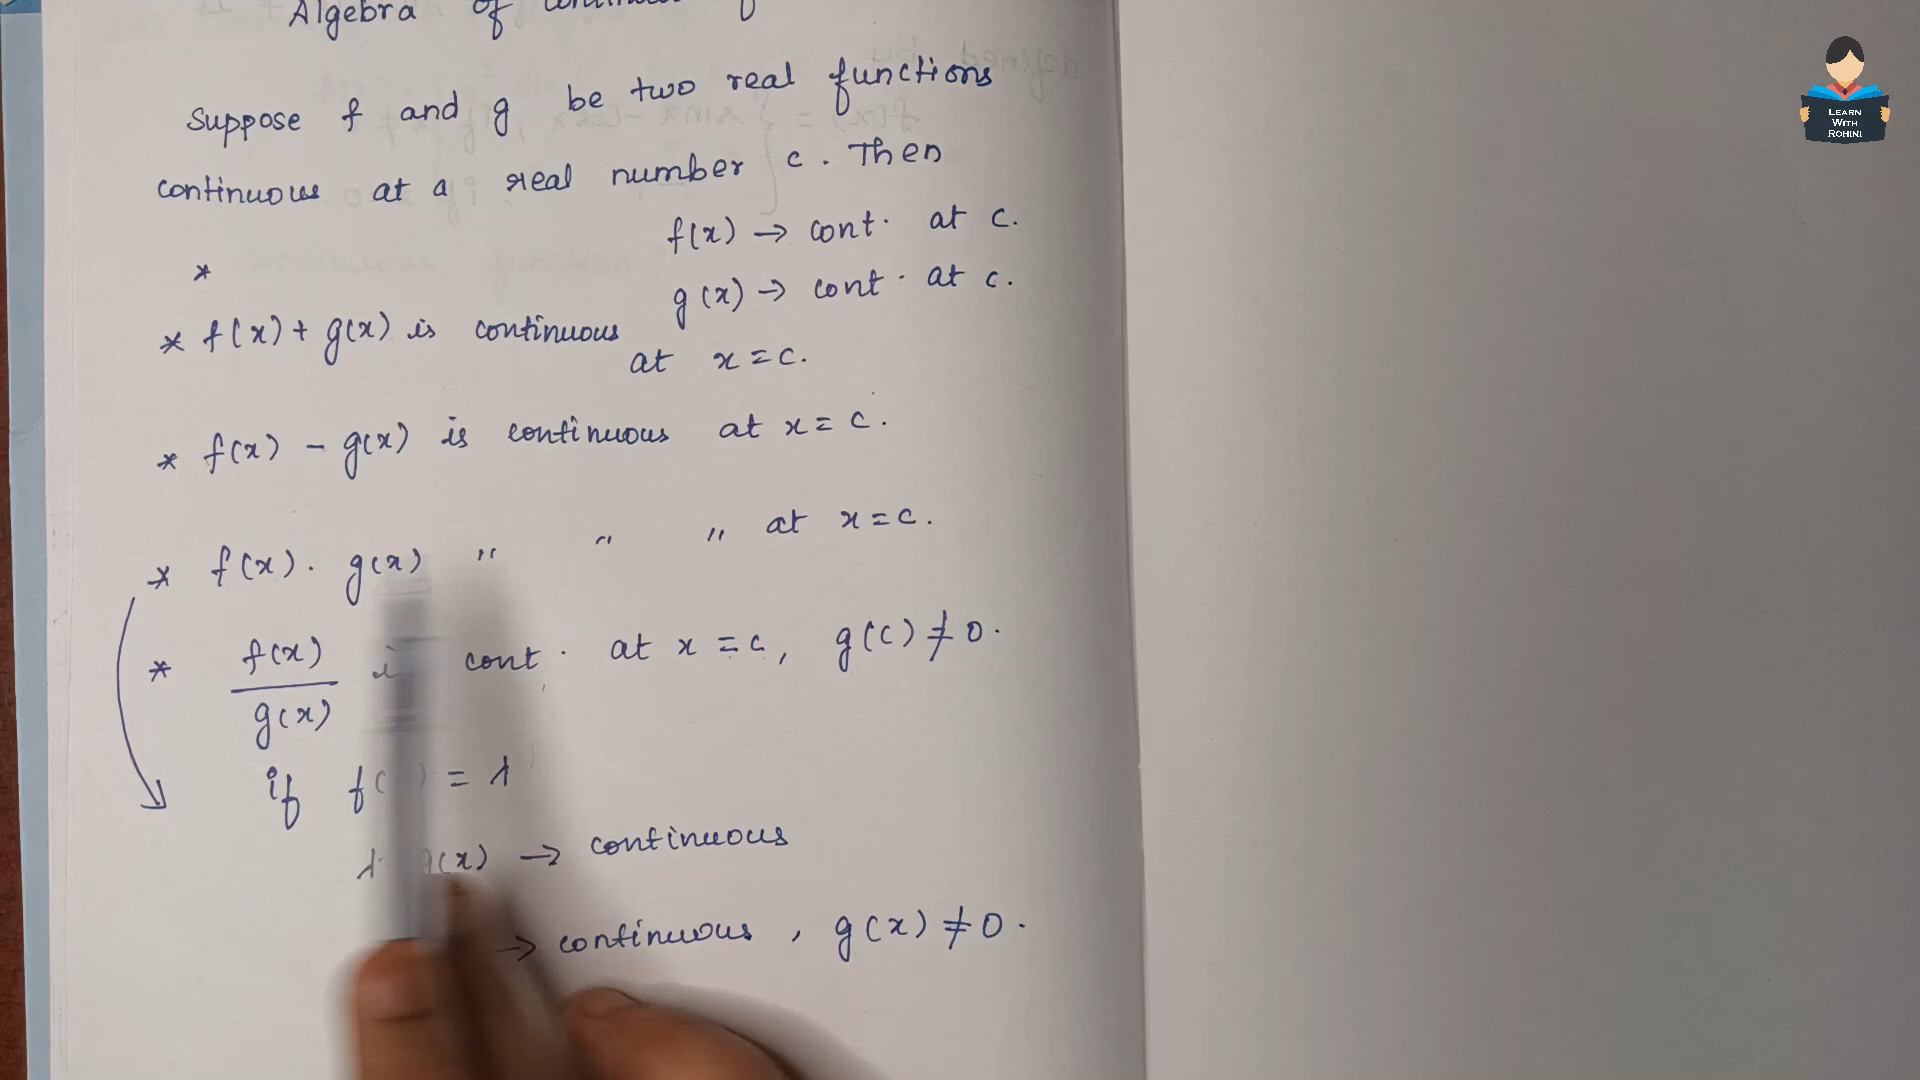 Algebra of
Suppose f and g be two real functions
continuous at a real number c. Then
f(x) → cont. at c.
*
g(x) → cont. at c.
* f(x) + g(x) is continuous
at x = c.
* f(x) - g(x) is continuous at x = c.
* f(x). g(x) " " " at x = c.
* f(x)/g(x) cont. at x = c, g(c) ≠ 0.
if = λ
→ continuous
→ continuous, g(x) ≠ 0.
LEARN
WITH
ROHINI